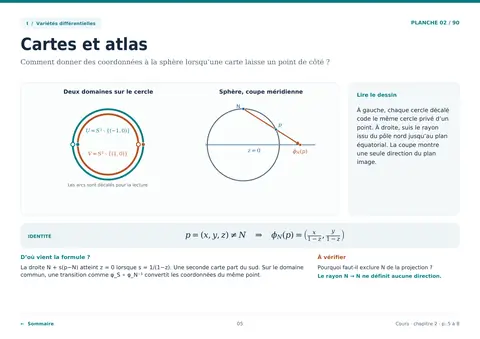 I / Variétés différentielles
PLANCHE 02 / 90
Cartes et atlas
Comment donner des coordonnées à la sphère lorsqu'une carte laisse un point de côté ?
Deux domaines sur le cercle
U = S¹ - {(−1, 0)}
V = S¹ - {(1, 0)}
Les arcs sont décalés pour la lecture
Sphère, coupe méridienne
N
p
z = 0
ϕ_N(p)
Lire le dessin
À gauche, chaque cercle décalé
code le même cercle privé d'un
point. À droite, suis le rayon
issu du pôle nord jusqu'au plan
équatorial. La coupe montre
une seule direction du plan
image.
IDENTITÉ
p = (x, y, z) ≠ N ⇒ ϕ_N(p) = (x/(1−z), y/(1−z))
D'où vient la formule ?
La droite N + s(p−N) atteint z = 0 lorsque s = 1/(1−z). Une seconde carte part du sud. Sur le domaine
commun, une transition comme φ_S ∘ φ_N⁻¹ convertit les coordonnées du même point.
À vérifier
Pourquoi faut-il exclure N de la projection ?
Le rayon N → N ne définit aucune direction.
← Sommaire
65
Cours · chapitre 2 · p. 5 à 8